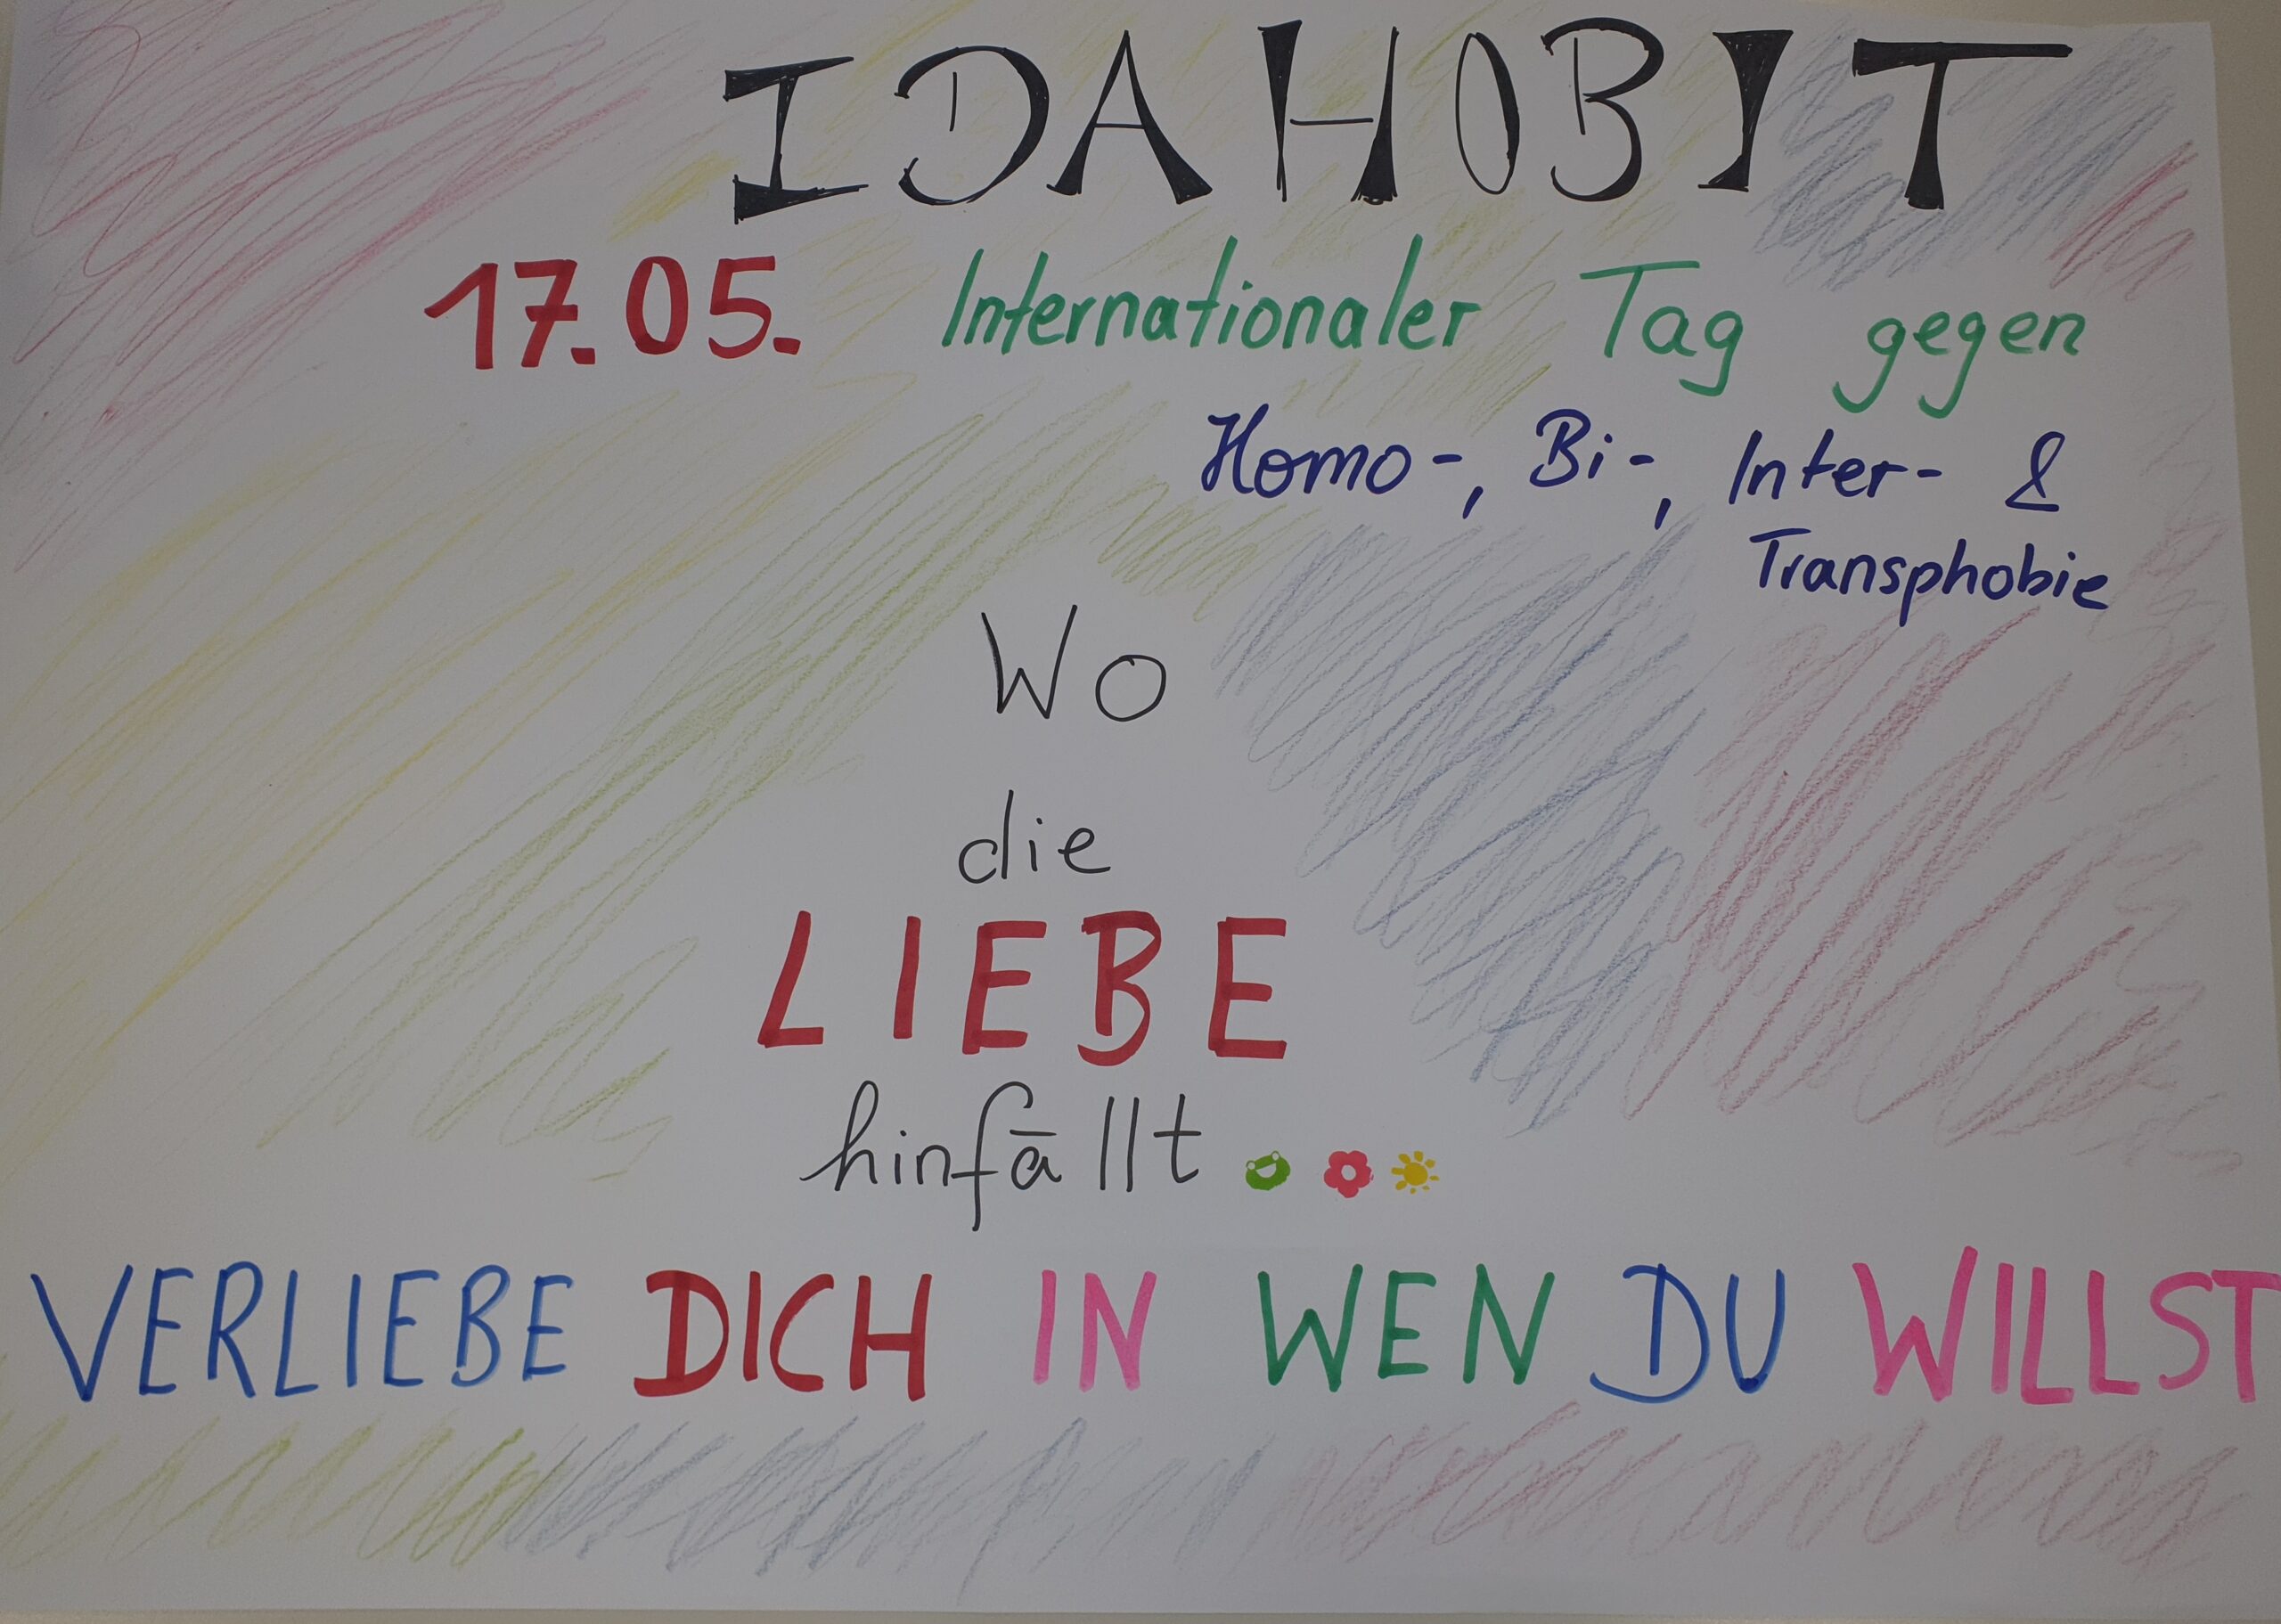 IDAHOBIT
17.05. Internationaler Tag gegen
Homo-, Bi-, Inter- &
Transphobie
Wo
die
LIEBE
hinfällt
VERLIEBE DICH IN WEN DU WILLST